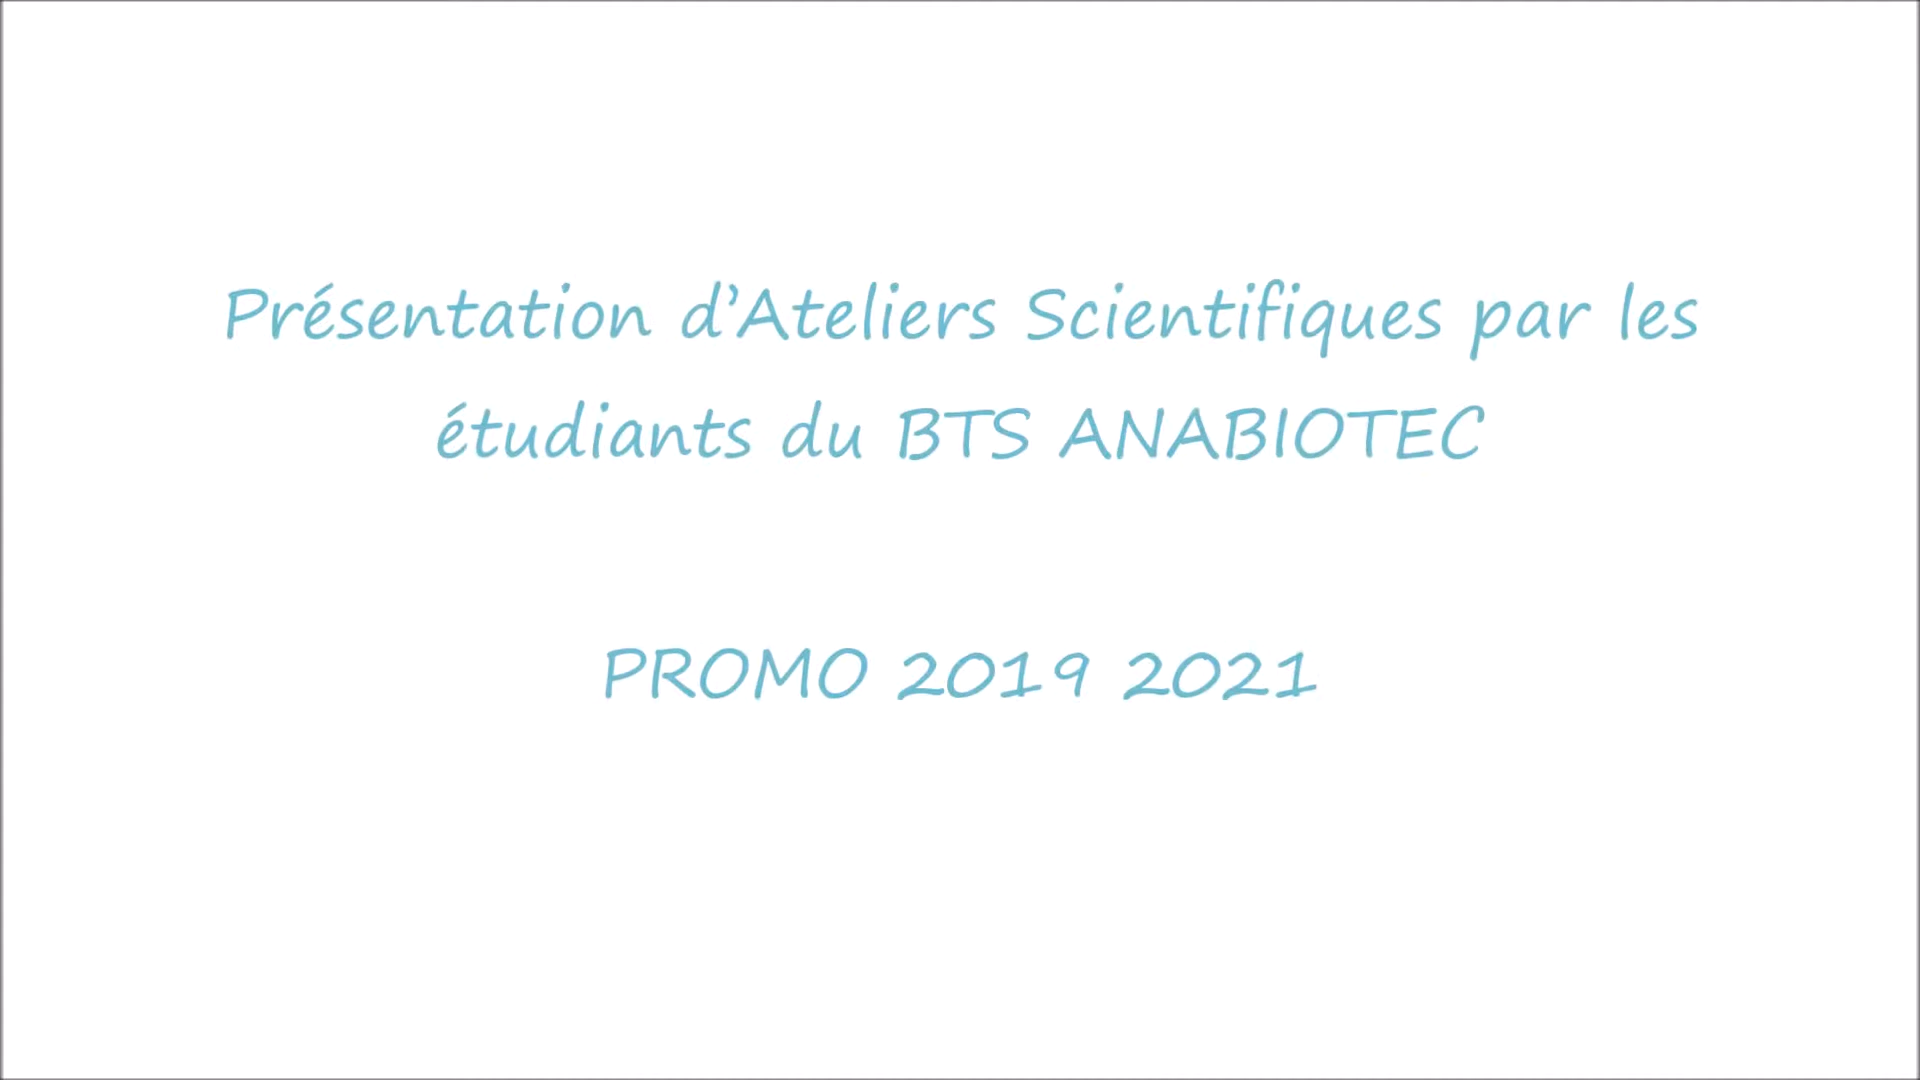 Présentation d’Ateliers Scientifiques par les
étudiants du BTS ANABIOTEC
PROMO 2019 2021